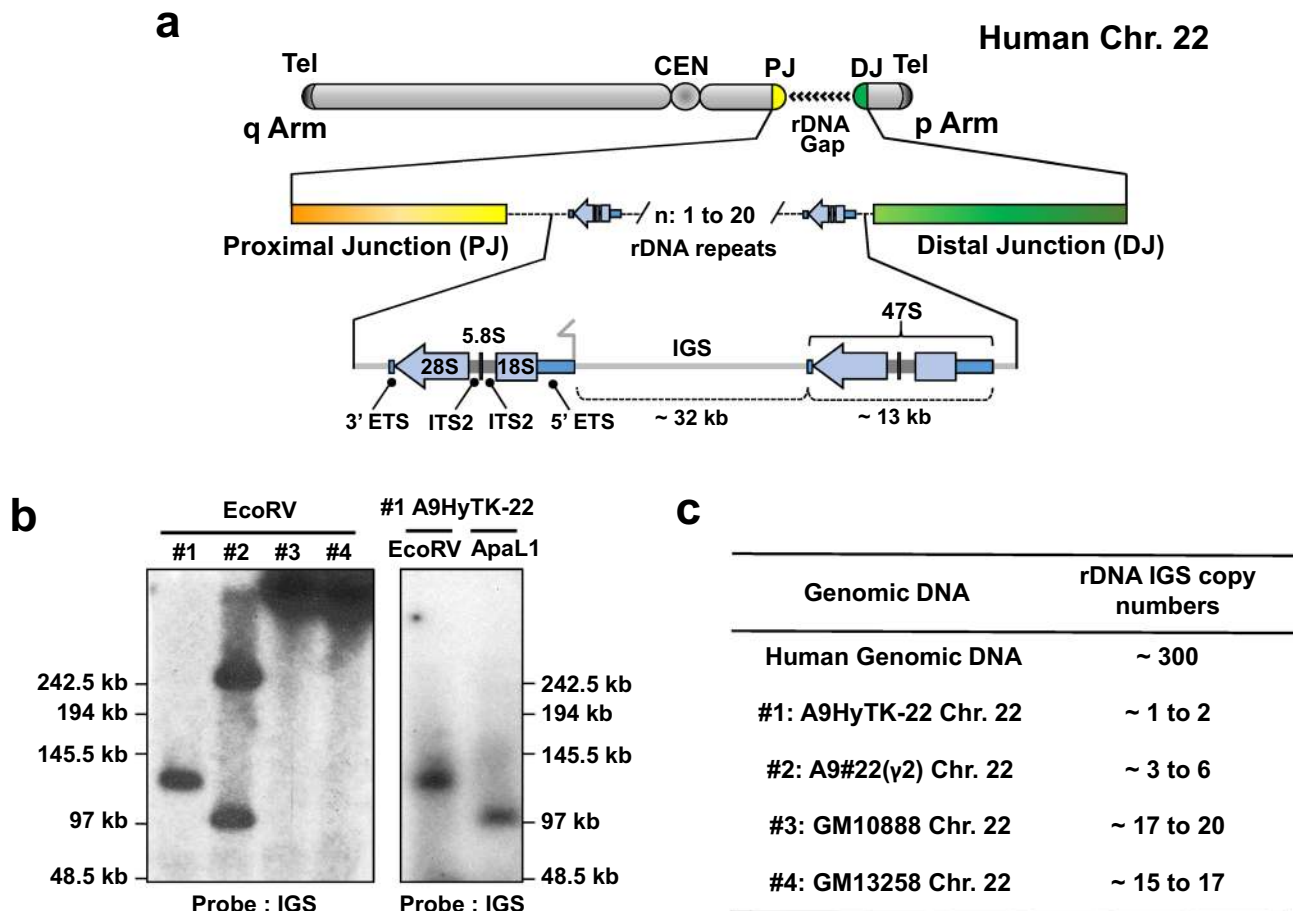 a
Human Chr. 22
Tel
CEN
PJ
DJ
Tel
q Arm
rDNA
Gap
p Arm
n: 1 to 20
rDNA repeats
Proximal Junction (PJ)
Distal Junction (DJ)
47S
5.8S
IGS
28S
18S
3' ETS
ITS2
ITS2
5' ETS
~ 32 kb
~ 13 kb
b
EcoRV
#1 #2 #3 #4
242.5 kb
194 kb
145.5 kb
97 kb
48.5 kb
Probe : IGS
#1 A9HyTK-22
EcoRV ApaL1
242.5 kb
194 kb
145.5 kb
97 kb
48.5 kb
Probe : IGS
c
Genomic DNA
rDNA IGS copy
numbers
Human Genomic DNA ~ 300
#1: A9HyTK-22 Chr. 22 ~ 1 to 2
#2: A9#22(γ2) Chr. 22 ~ 3 to 6
#3: GM10888 Chr. 22 ~ 17 to 20
#4: GM13258 Chr. 22 ~ 15 to 17